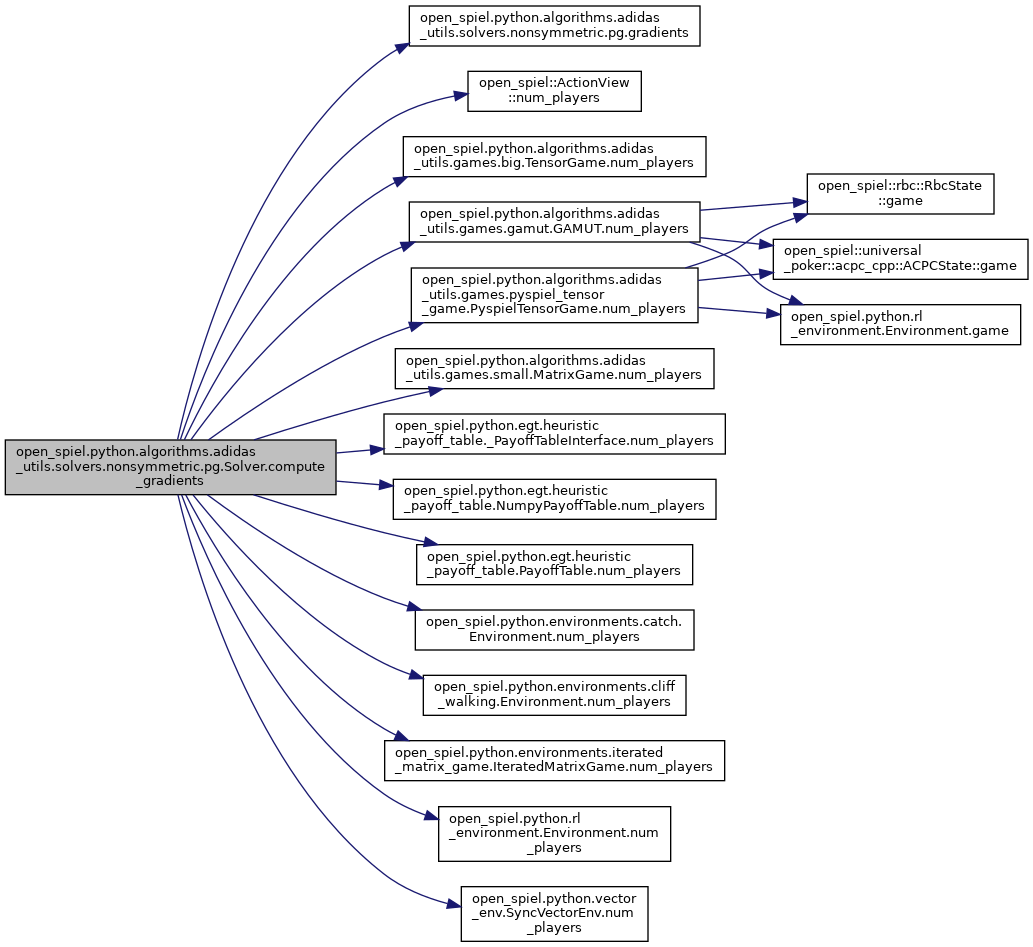 open_spiel.python.algorithms.adidas
_utils.solvers.nonsymmetric.pg.Solver.compute
_gradients
open_spiel.python.algorithms.adidas
_utils.solvers.nonsymmetric.pg.gradients
open_spiel::ActionView
::num_players
open_spiel.python.algorithms.adidas
_utils.games.big.TensorGame.num_players
open_spiel.python.algorithms.adidas
_utils.games.gamut.GAMUT.num_players
open_spiel.python.algorithms.adidas
_utils.games.pyspiel_tensor
_game.PyspielTensorGame.num_players
open_spiel.python.algorithms.adidas
_utils.games.small.MatrixGame.num_players
open_spiel.python.egt.heuristic
_payoff_table._PayoffTableInterface.num_players
open_spiel.python.egt.heuristic
_payoff_table.NumpyPayoffTable.num_players
open_spiel.python.egt.heuristic
_payoff_table.PayoffTable.num_players
open_spiel.python.environments.catch.
Environment.num_players
open_spiel.python.environments.cliff
_walking.Environment.num_players
open_spiel.python.environments.iterated
_matrix_game.IteratedMatrixGame.num_players
open_spiel.python.rl
_environment.Environment.num
_players
open_spiel.python.vector
_env.SyncVectorEnv.num
_players
open_spiel::rbc::RbcState
::game
open_spiel::universal
_poker::acpc_cpp::ACPCState::game
open_spiel.python.rl
_environment.Environment.game